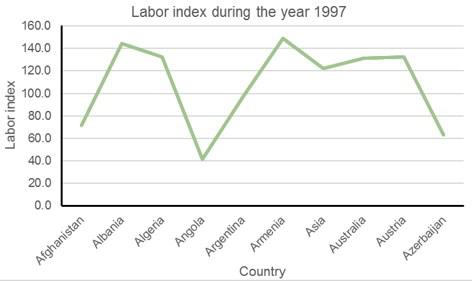 Labor index during the year 1997
160.0
140.0
120.0
100.0
80.0
60.0
40.0
20.0
0.0
Labor index
Afghanistan
Albania
Algeria
Angola
Argentina
Armenia
Asia
Australia
Austria
Azerbaijan
Country